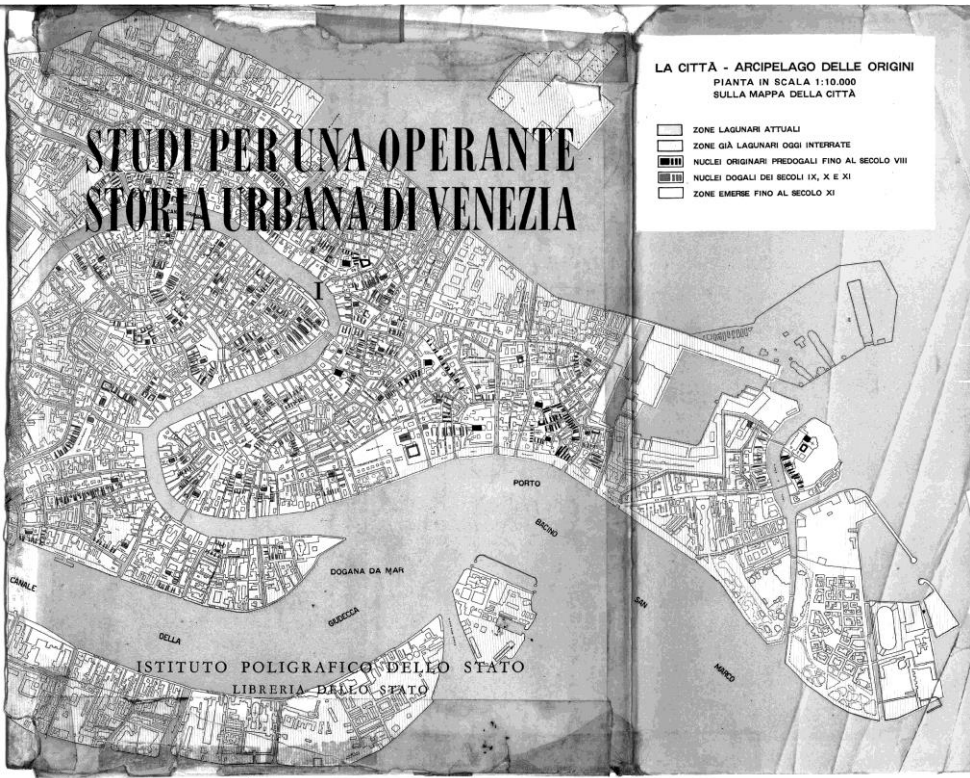 STUDI PER UNA OPERANTE
STORIA URBANA DI VENEZIA
I
LA CITTÀ - ARCIPELAGO DELLE ORIGINI
PIANTA IN SCALA 1:10.000
SULLA MAPPA DELLA CITTÀ
ZONE LAGUNARI ATTUALI
ZONE GIÀ LAGUNARI OGGI INTERRATE
NUCLEI ORIGINARI PREDOGALI FINO AL SECOLO VIII
NUCLEI DOGALI DEI SECOLI IX, X E XI
ZONE EMERSE FINO AL SECOLO XI
PORTO
BACINO
SAN
MARCO
DOGANA DA MAR
CANALE
DELLA
GIUDECCA
ISTITUTO POLIGRAFICO DELLO STATO
LIBRERIA DELLO STATO